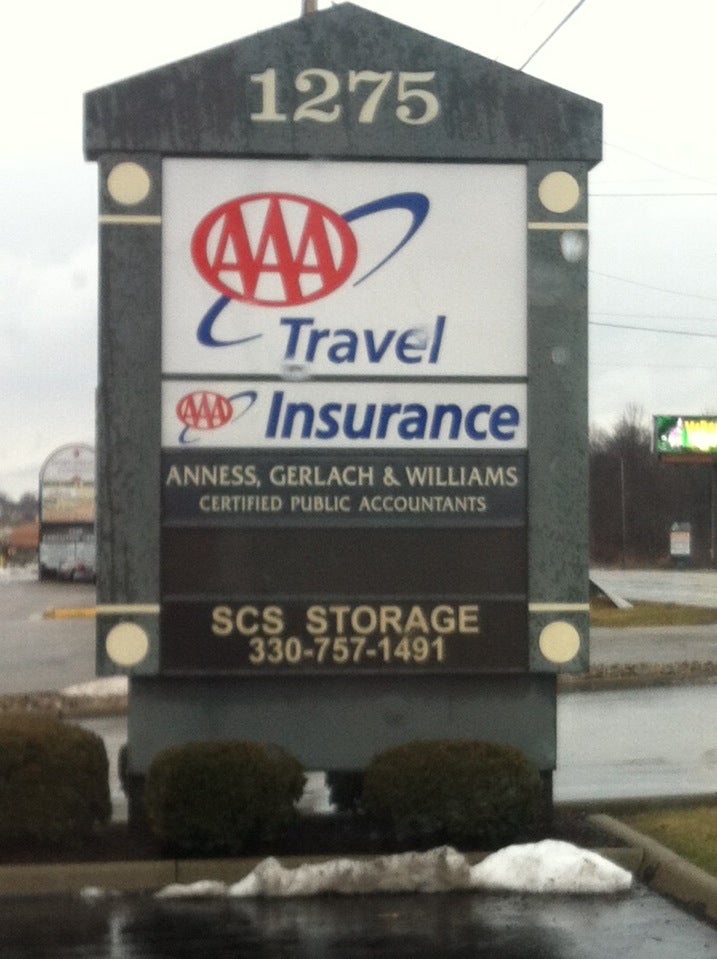 1275
AAA
Travel
AAA Insurance
ANNESS, GERLACH & WILLIAMS
CERTIFIED PUBLIC ACCOUNTANTS
SCS STORAGE
330-757-1491